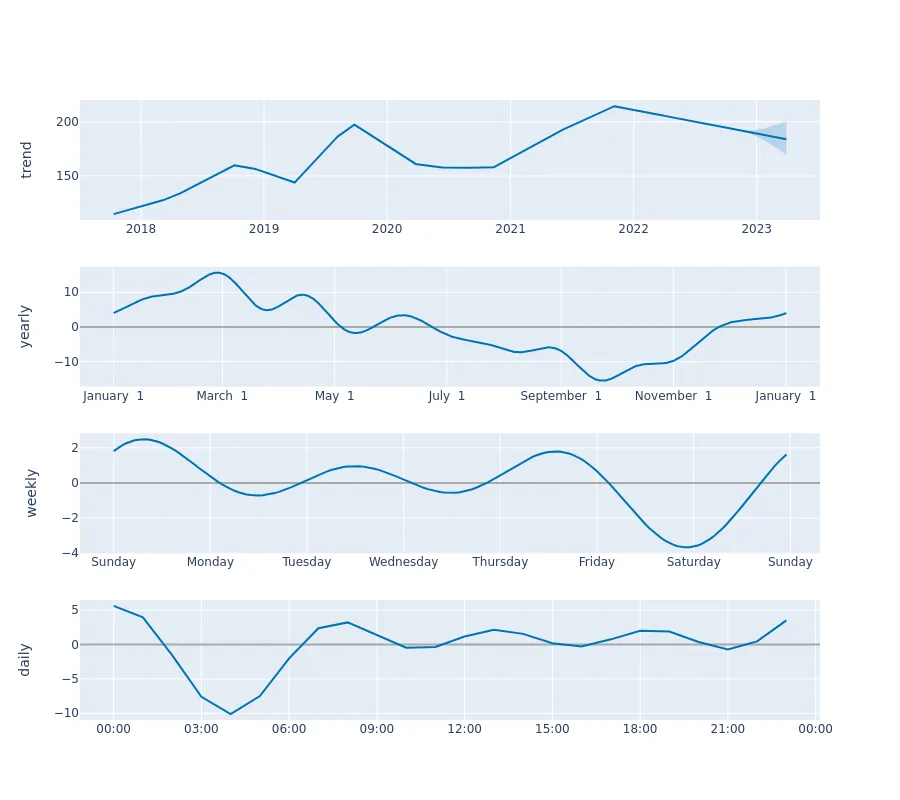 trend
200
150
2018 2019 2020 2021 2022 2023
yearly
10
0
−10
January 1 March 1 May 1 July 1 September 1 November 1 January 1
weekly
2
0
−2
−4
Sunday Monday Tuesday Wednesday Thursday Friday Saturday Sunday
daily
5
0
−5
−10
00:00 03:00 06:00 09:00 12:00 15:00 18:00 21:00 00:00